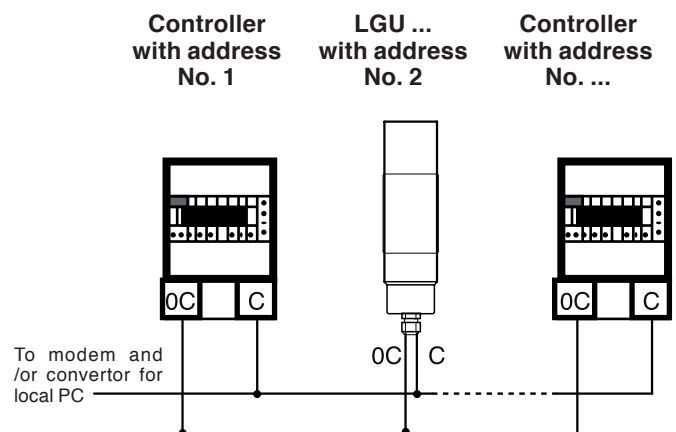 Controller
with address
No. 1
LGU ...
with address
No. 2
Controller
with address
No. ...
0C C
0C C
0C C
To modem and
/or convertor for
local PC